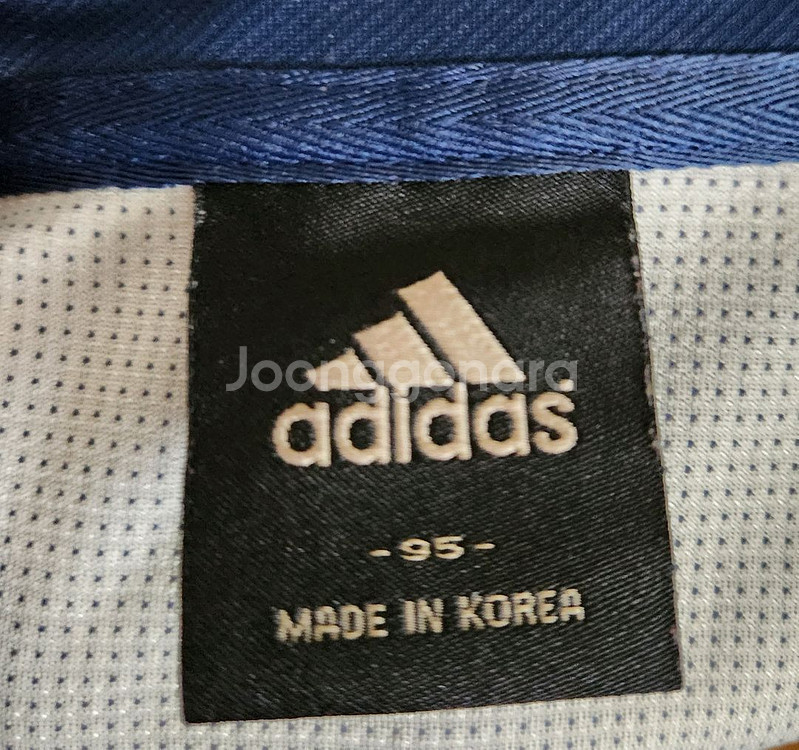 Joonggonara
adidas
- 95 -
MADE IN KOREA